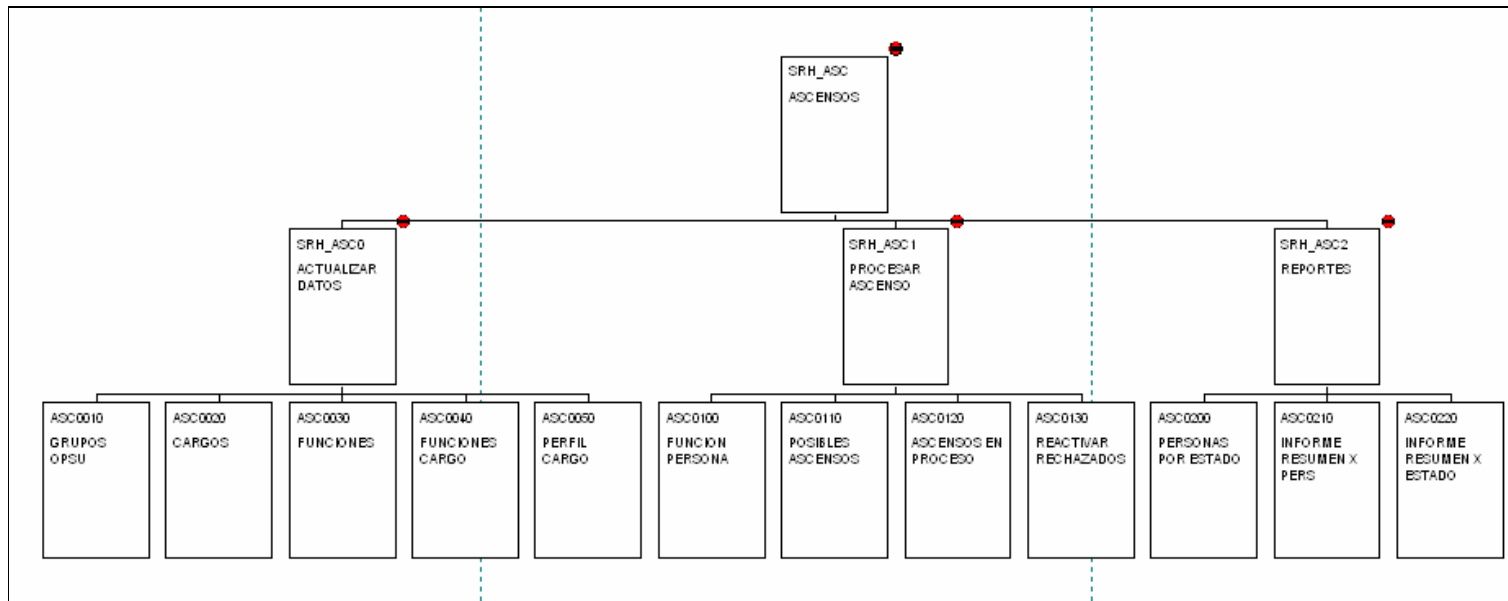 SRH_ASC
ASCENSOS
SRH_ASC0
ACTUALIZAR
DATOS
SRH_ASC1
PROCESAR
ASCENSO
SRH_ASC2
REPORTES
ASC0010
GRUPOS
OPSU
ASC0020
CARGOS
ASC0030
FUNCIONES
ASC0040
FUNCIONES
CARGO
ASC0050
PERFIL
CARGO
ASC0100
FUNCION
PERSONA
ASC0110
POSIBLES
ASCENSOS
ASC0120
ASCENSOS EN
PROCESO
ASC0130
REACTIVAR
RECHAZADOS
ASC0200
PERSONAS
POR ESTADO
ASC0210
INFORME
RESUMEN X
PERS
ASC0220
INFORME
RESUMEN X
ESTADO